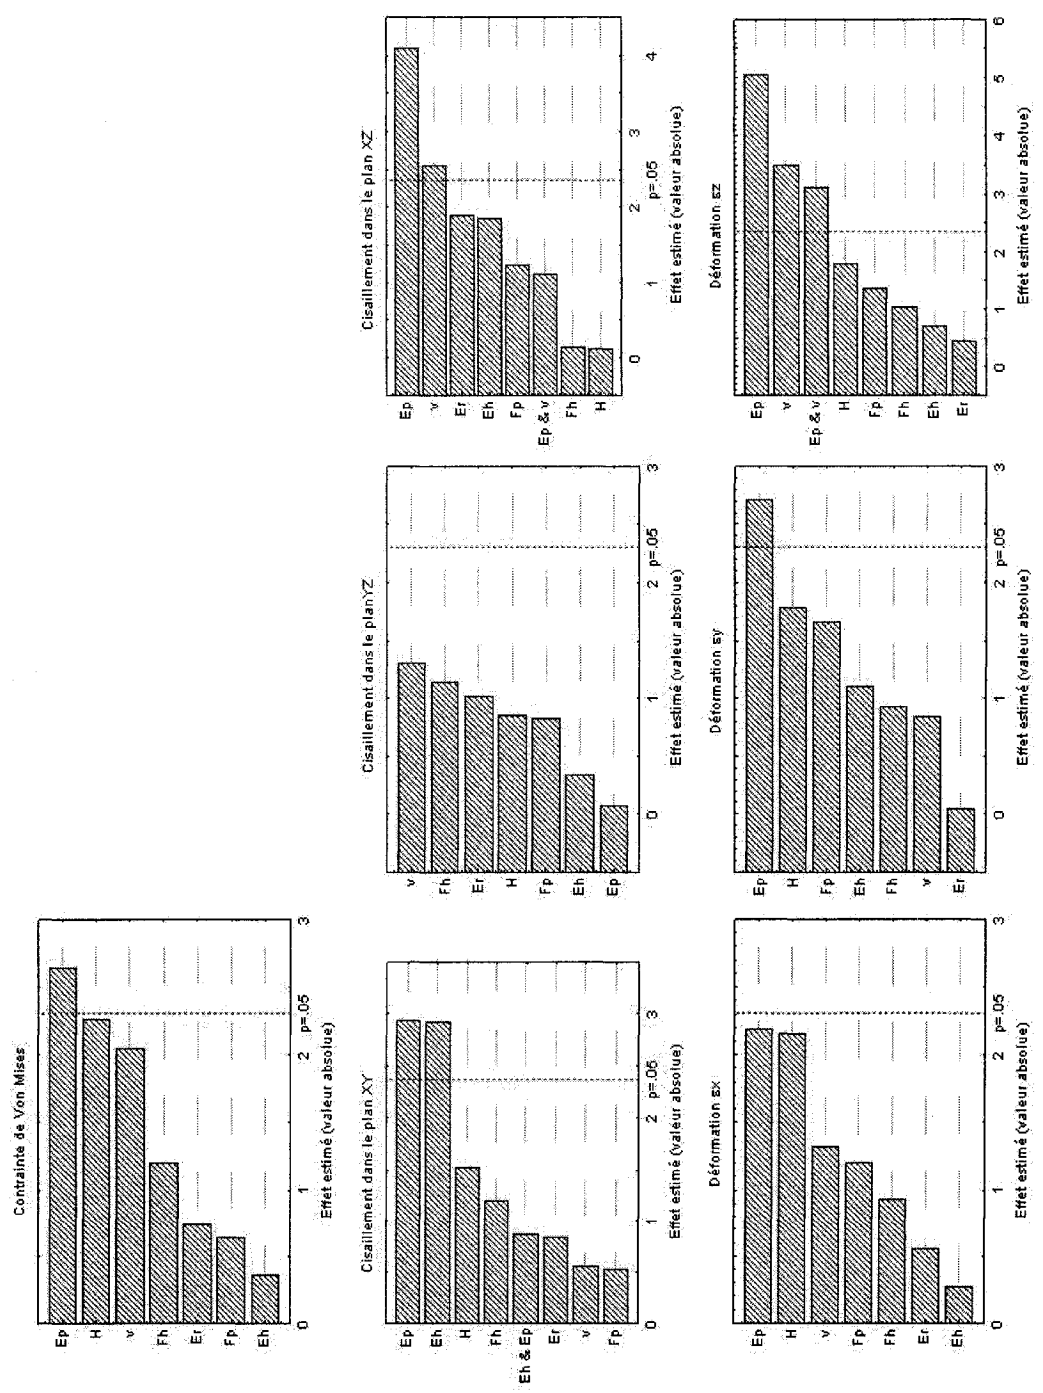 Contrainte de Von Mises
Ep
H
v
Fh
Er
Fp
Eh
0 1 2 p=.05 3
Effet estimé (valeur absolue)
Cisaillement dans le plan XY
Ep
Eh
H
Fh
Eh & Ep
Er
v
Fp
0 1 2 p=.05 3
Effet estimé (valeur absolue)
Cisaillement dans le planYZ
v
Fh
Er
H
Fp
Eh
Ep
0 1 2 p=.05 3
Effet estimé (valeur absolue)
Cisaillement dans le plan XZ
Ep
v
Er
Eh
Fp
Ep & v
Fh
H
0 1 2 p=.05 3 4
Effet estimé (valeur absolue)
Déformation εx
Ep
H
v
Fp
Fh
Er
Eh
0 1 2 p=.05 3
Effet estimé (valeur absolue)
Déformation εy
Ep
H
Fp
Eh
Fh
v
Er
0 1 2 p=.05 3
Effet estimé (valeur absolue)
Déformation εz
Ep
v
Ep & v
H
Fp
Fh
Eh
Er
0 1 2 3 4 5 6
Effet estimé (valeur absolue)